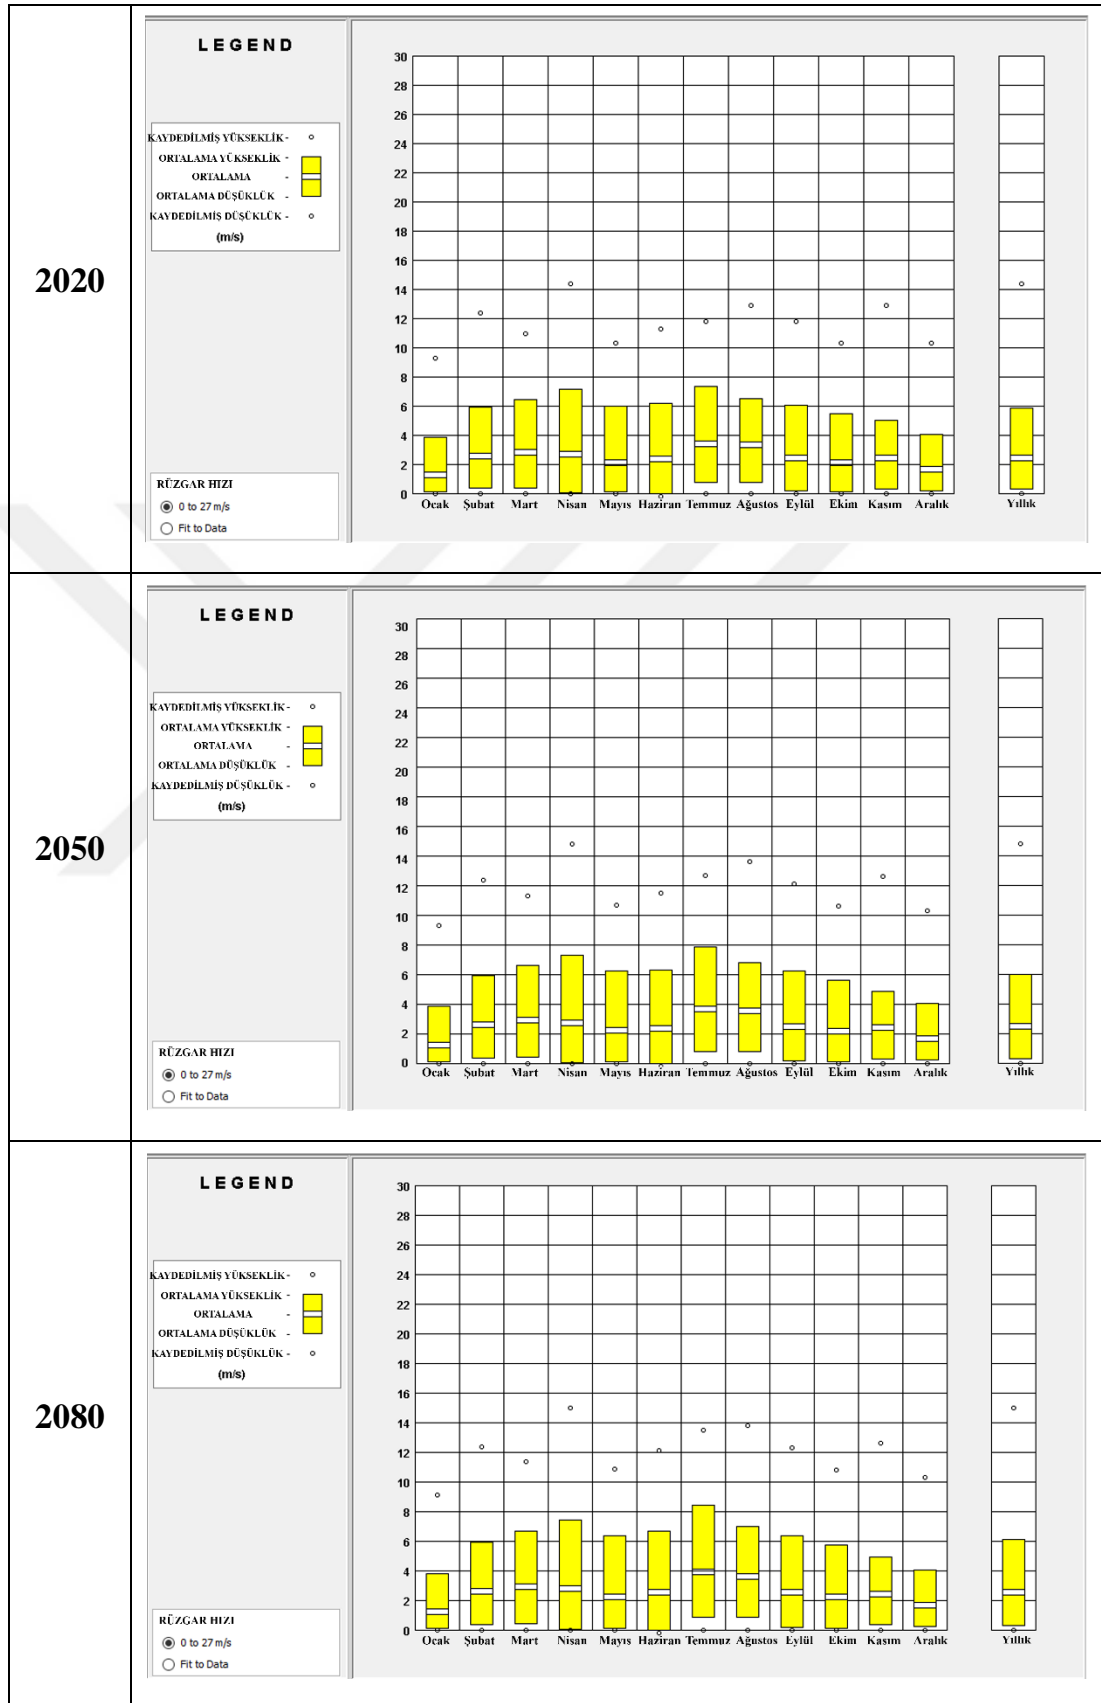 2020
LEGEND
KAYDEDİLMİŞ YÜKSEKLİK -
ORTALAMA YÜKSEKLİK -
ORTALAMA -
ORTALAMA DÜŞÜKLÜK -
KAYDEDİLMİŞ DÜŞÜKLÜK -
(m/s)
RÜZGAR HIZI
0 to 27 m/s
Fit to Data
30
28
26
24
22
20
18
16
14
12
10
8
6
4
2
0
Ocak Şubat Mart Nisan Mayıs Haziran Temmuz Ağustos Eylül Ekim Kasım Aralık Yıllık
2050
LEGEND
KAYDEDİLMİŞ YÜKSEKLİK -
ORTALAMA YÜKSEKLİK -
ORTALAMA -
ORTALAMA DÜŞÜKLÜK -
KAYDEDİLMİŞ DÜŞÜKLÜK -
(m/s)
RÜZGAR HIZI
0 to 27 m/s
Fit to Data
30
28
26
24
22
20
18
16
14
12
10
8
6
4
2
0
Ocak Şubat Mart Nisan Mayıs Haziran Temmuz Ağustos Eylül Ekim Kasım Aralık Yıllık
2080
LEGEND
KAYDEDİLMİŞ YÜKSEKLİK -
ORTALAMA YÜKSEKLİK -
ORTALAMA -
ORTALAMA DÜŞÜKLÜK -
KAYDEDİLMİŞ DÜŞÜKLÜK -
(m/s)
RÜZGAR HIZI
0 to 27 m/s
Fit to Data
30
28
26
24
22
20
18
16
14
12
10
8
6
4
2
0
Ocak Şubat Mart Nisan Mayıs Haziran Temmuz Ağustos Eylül Ekim Kasım Aralık Yıllık